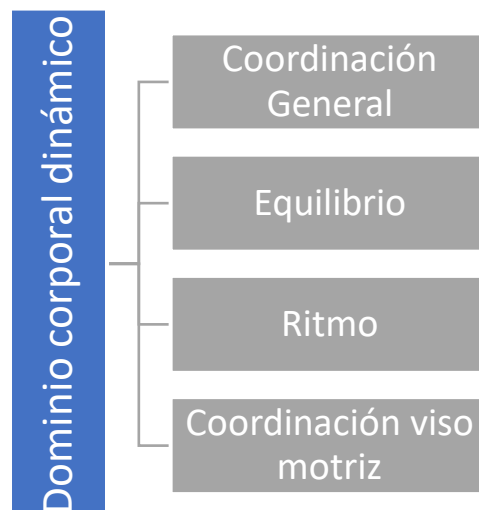 Dominio corporal dinámico
Coordinación
General
Equilibrio
Ritmo
Coordinación viso
motriz